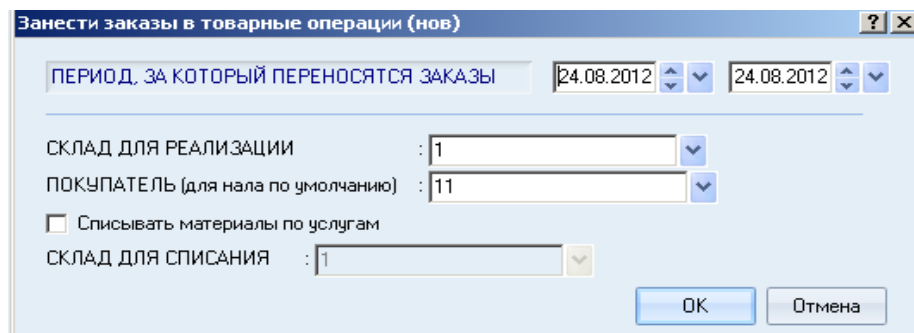 Занести заказы в товарные операции (нов)
ПЕРИОД, ЗА КОТОРЫЙ ПЕРЕНОСЯТСЯ ЗАКАЗЫ 24.08.2012 24.08.2012
СКЛАД ДЛЯ РЕАЛИЗАЦИИ : 1
ПОКУПАТЕЛЬ (для нала по умолчанию) : 11
Списывать материалы по услугам
СКЛАД ДЛЯ СПИСАНИЯ : 1
OK Отмена